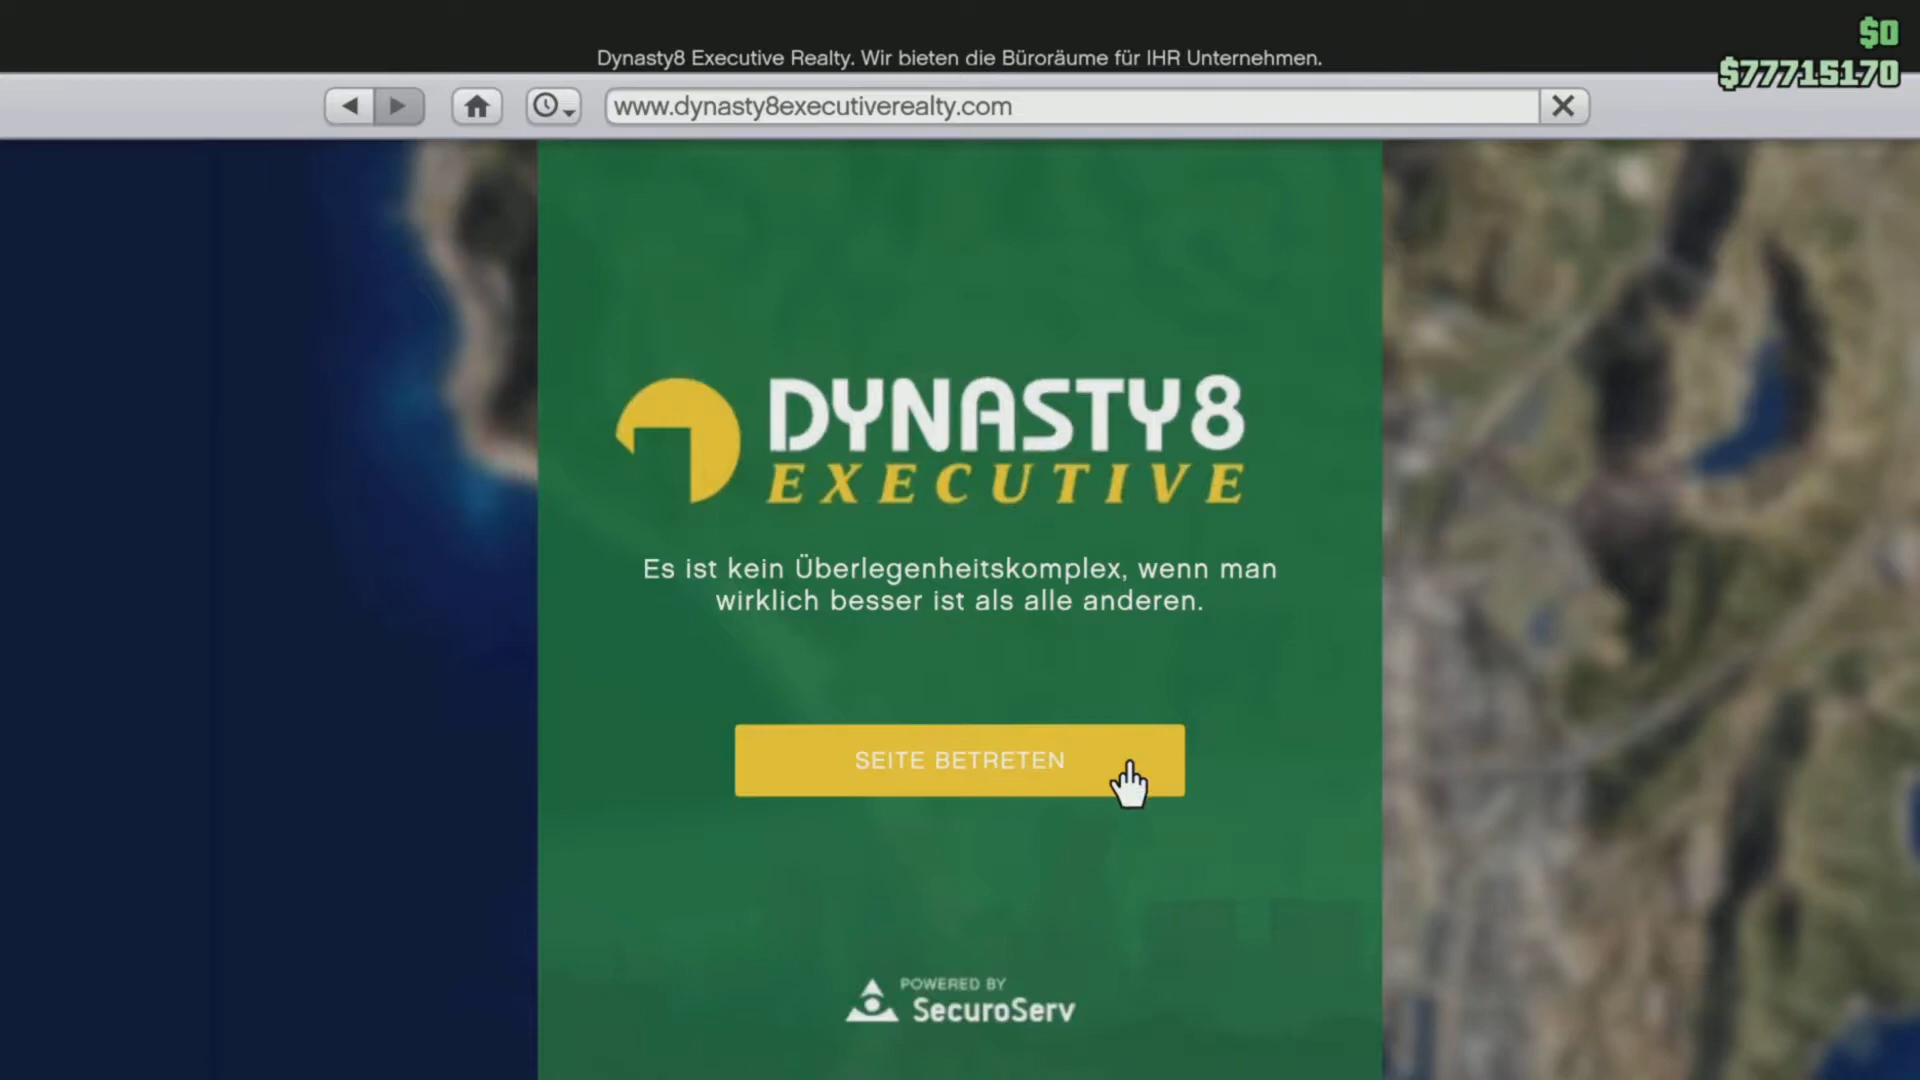 $0
Dynasty8 Executive Realty. Wir bieten die Büroräume für IHR Unternehmen.
$77715170
www.dynasty8executiverealty.com
DYNASTY8
EXECUTIVE
Es ist kein Überlegenheitskomplex, wenn man
wirklich besser ist als alle anderen.
SEITE BETRETEN
POWERED BY
SecuroServ